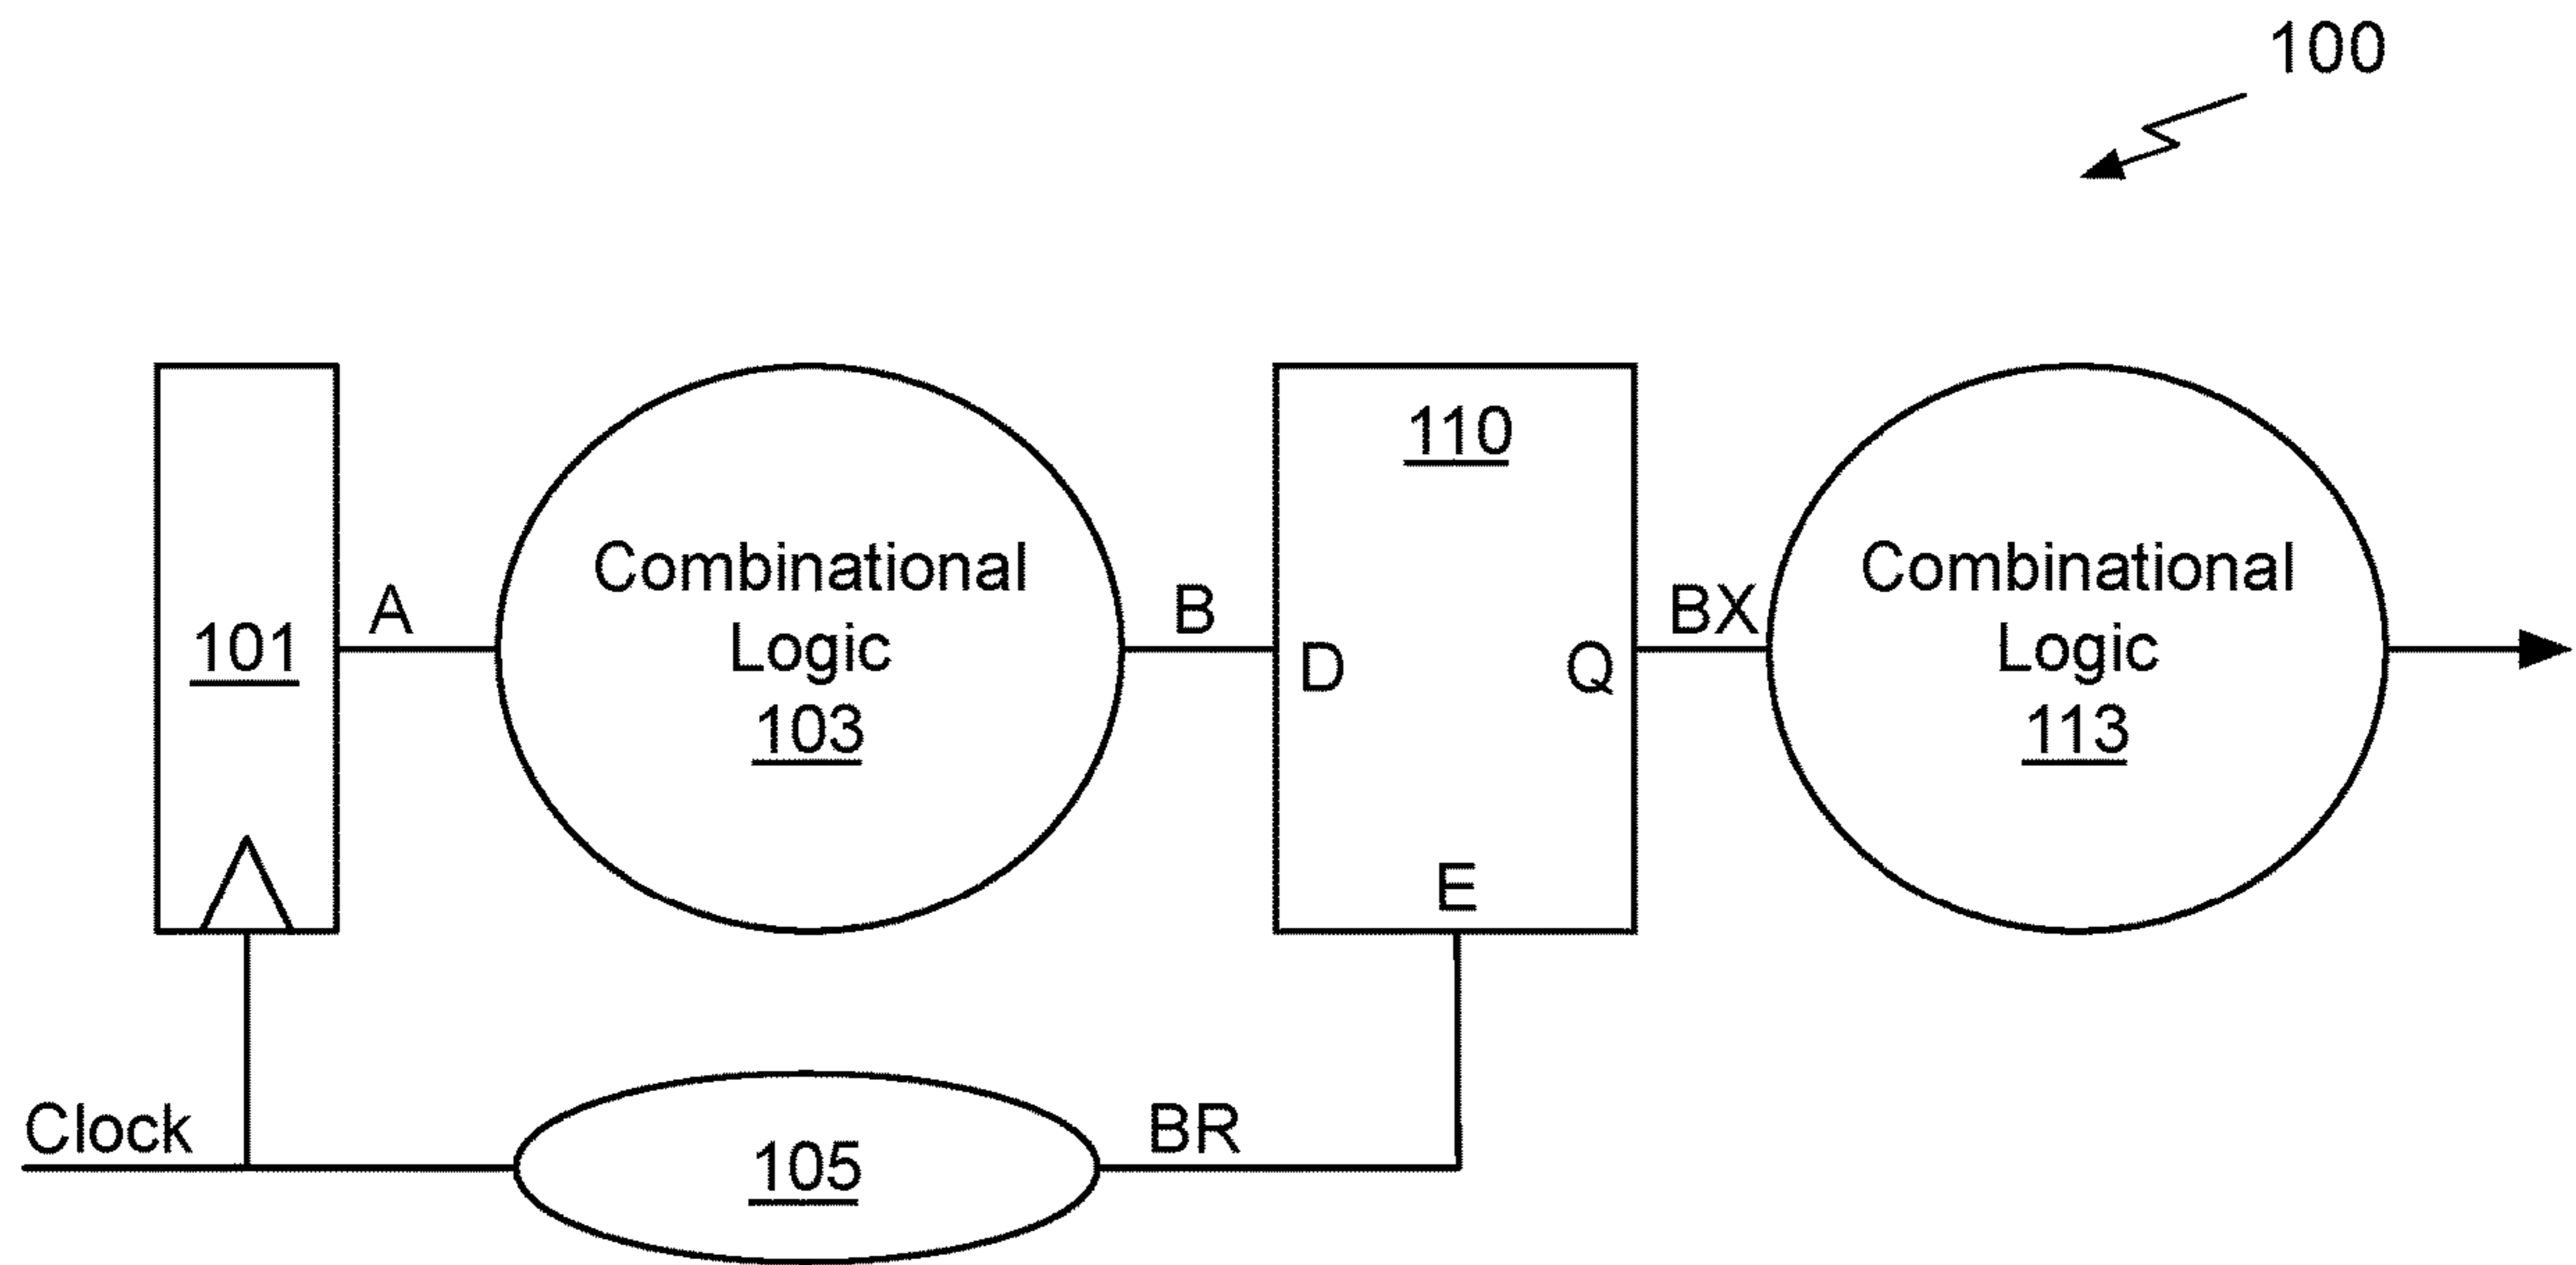 100
101
A
Combinational
Logic
103
B
110
D
Q
E
BX
Combinational
Logic
113
Clock
105
BR